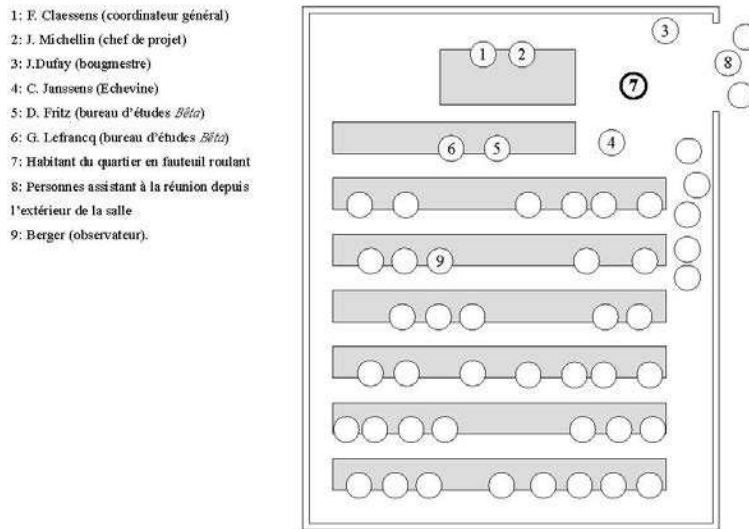 1: F. Claessens (coordinateur général)
2: J. Michellin (chef de projet)
3: J.Dufay (bougmestre)
4: C. Janssens (Echevine)
5: D. Fritz (bureau d'études Bêta)
6: G. Lefrancq (bureau d'études Bêta)
7: Habitant du quartier en fauteuil roulant
8: Personnes assistant à la réunion depuis
l'extérieur de la salle
9: Berger (observateur).
3
1 2
8
7
4
6 5
9